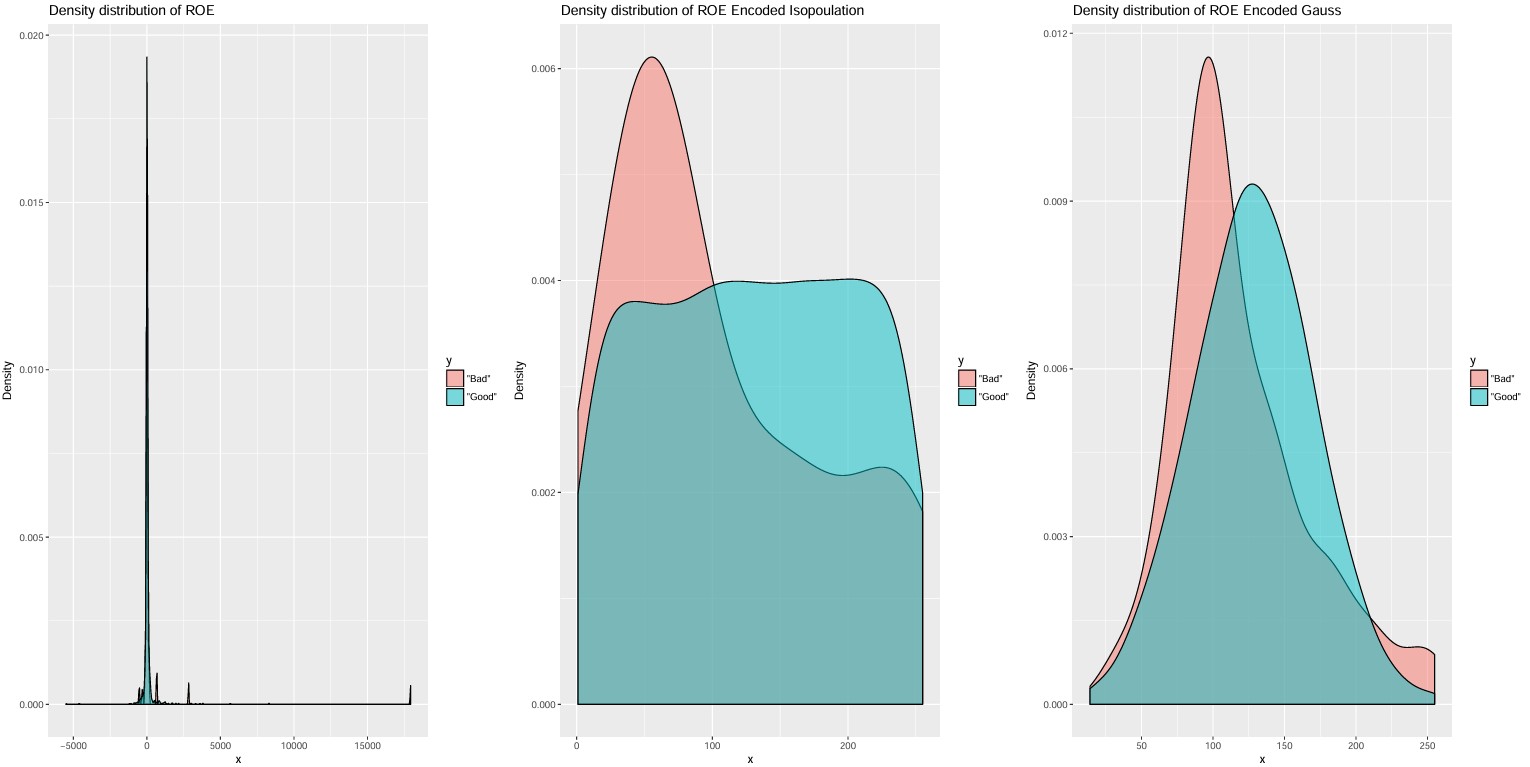 Density distribution of ROE
0.020
0.015
0.010
0.005
0.000
Density
−5000 0 5000 10000 15000
x
y
"Bad"
"Good"
Density distribution of ROE Encoded Isopoulation
0.006
0.004
0.002
0.000
Density
0 100 200
x
y
"Bad"
"Good"
Density distribution of ROE Encoded Gauss
0.012
0.009
0.006
0.003
0.000
Density
50 100 150 200 250
x
y
"Bad"
"Good"